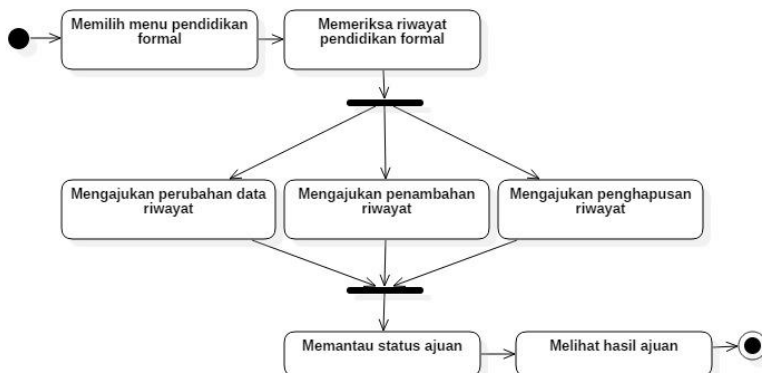 Memilih menu pendidikan
formal
Memeriksa riwayat
pendidikan formal
Mengajukan perubahan data
riwayat
Mengajukan penambahan
riwayat
Mengajukan penghapusan
riwayat
Memantau status ajuan
Melihat hasil ajuan